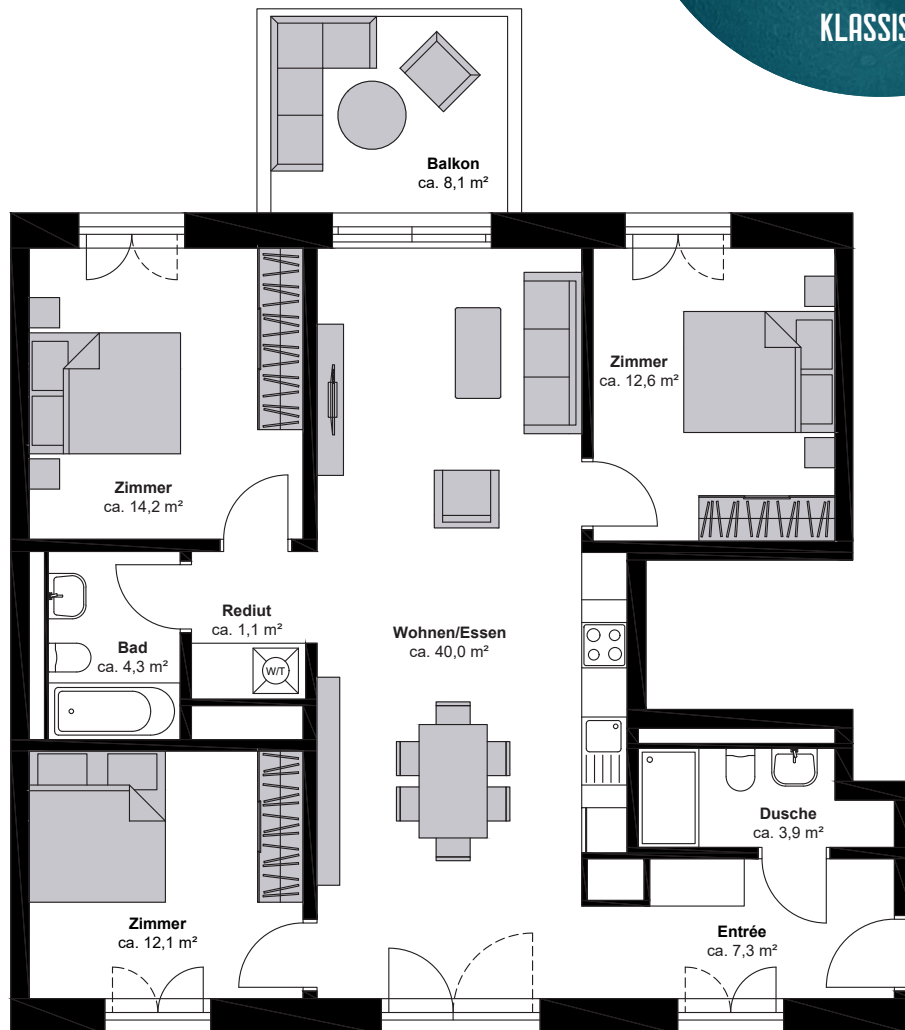 KLASSIS
Balkon
ca. 8,1 m²
Zimmer
ca. 12,6 m²
Zimmer
ca. 14,2 m²
Rediut
ca. 1,1 m²
Wohnen/Essen
ca. 40,0 m²
Bad
ca. 4,3 m²
W/T
Dusche
ca. 3,9 m²
Zimmer
ca. 12,1 m²
Entrée
ca. 7,3 m²